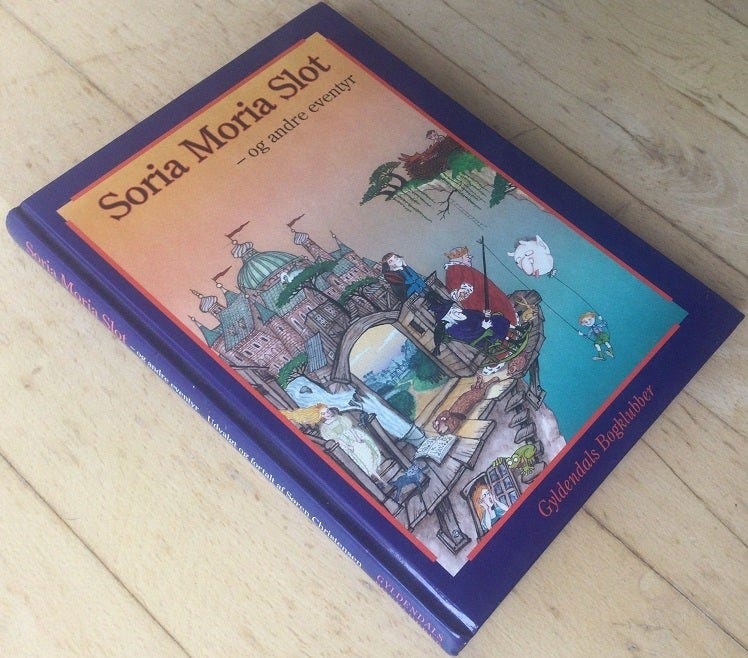 Soria Moria Slot
– og andre eventyr
Gyldendals Bogklubber
Soria Moria Slot – og andre eventyr Udvalgt og fortalt af Søren Christensen GYLDENDALS